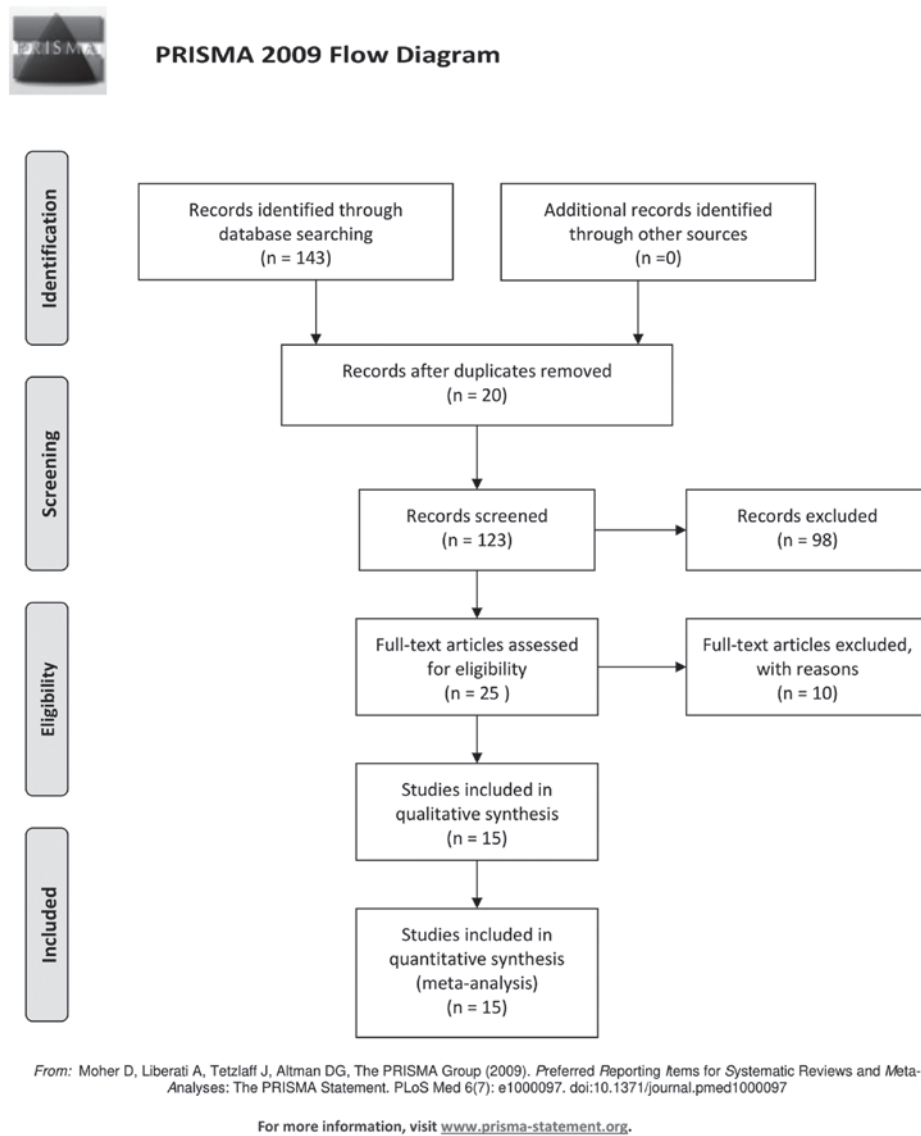 PRISMA
PRISMA 2009 Flow Diagram
Identification
Records identified through
database searching
(n = 143)
Additional records identified
through other sources
(n =0)
Records after duplicates removed
(n = 20)
Screening
Records screened
(n = 123)
Records excluded
(n = 98)
Eligibility
Full-text articles assessed
for eligibility
(n = 25 )
Full-text articles excluded,
with reasons
(n = 10)
Studies included in
qualitative synthesis
(n = 15)
Included
Studies included in
quantitative synthesis
(meta-analysis)
(n = 15)
From: Moher D, Liberati A, Tetzlaff J, Altman DG, The PRISMA Group (2009). Preferred Reporting Items for Systematic Reviews and Meta-
Analyses: The PRISMA Statement. PLoS Med 6(7): e1000097. doi:10.1371/journal.pmed1000097
For more information, visit www.prisma-statement.org.